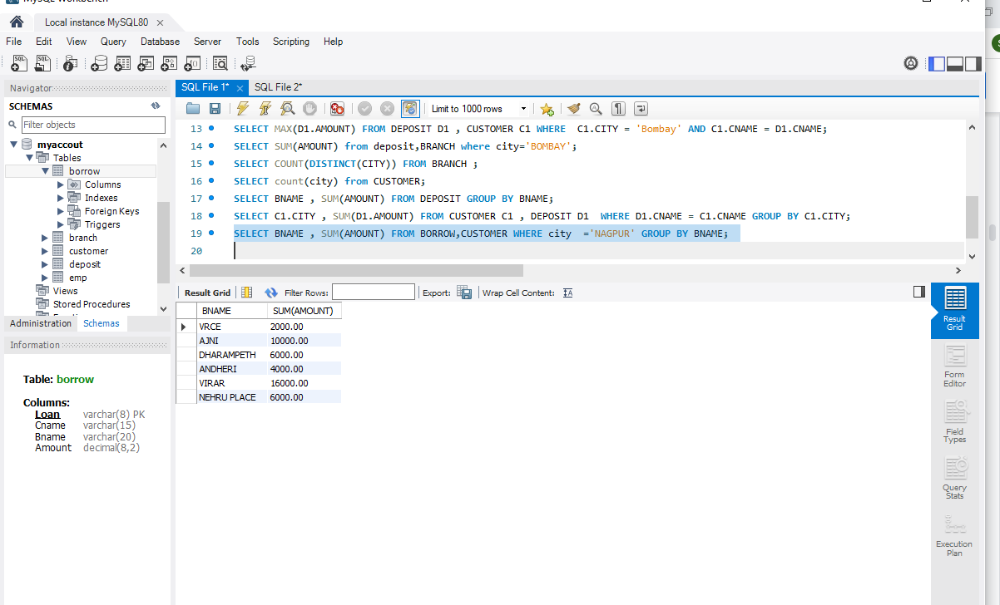 MySQL Workbench
Local instance MySQL80
File Edit View Query Database Server Tools Scripting Help
Navigator
SCHEMAS
Filter objects
myaccout
Tables
borrow
Columns
Indexes
Foreign Keys
Triggers
branch
customer
deposit
emp
Views
Stored Procedures
Administration Schemas
Information
Table: borrow
Columns:
Loan varchar(8) PK
Cname varchar(15)
Bname varchar(20)
Amount decimal(8,2)
SQL File 1* SQL File 2*
Limit to 1000 rows
13 SELECT MAX(D1.AMOUNT) FROM DEPOSIT D1 , CUSTOMER C1 WHERE  C1.CITY = 'Bombay' AND C1.CNAME = D1.CNAME;
14 SELECT SUM(AMOUNT) from deposit,BRANCH where city='BOMBAY';
15 SELECT COUNT(DISTINCT(CITY)) FROM BRANCH ;
16 SELECT count(city) from CUSTOMER;
17 SELECT BNAME , SUM(AMOUNT) FROM DEPOSIT GROUP BY BNAME;
18 SELECT C1.CITY , SUM(D1.AMOUNT) FROM CUSTOMER C1 , DEPOSIT D1  WHERE D1.CNAME = C1.CNAME GROUP BY C1.CITY;
19 SELECT BNAME , SUM(AMOUNT) FROM BORROW,CUSTOMER WHERE city  ='NAGPUR' GROUP BY BNAME;
20
Result Grid Filter Rows: Export: Wrap Cell Content:
BNAME SUM(AMOUNT)
VRCE 2000.00
AJNI 10000.00
DHARAMPETH 6000.00
ANDHERI 4000.00
VIRAR 16000.00
NEHRU PLACE 6000.00
Result
Grid
Form
Editor
Field
Types
Query
Stats
Execution
Plan